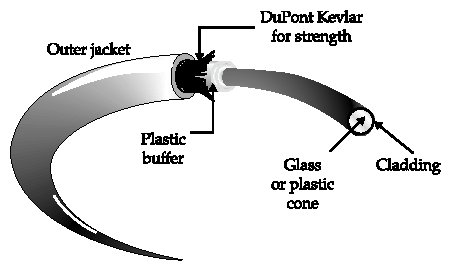 DuPont Kevlar
for strength
Outer jacket
Plastic
buffer
Glass
or plastic
cone
Cladding